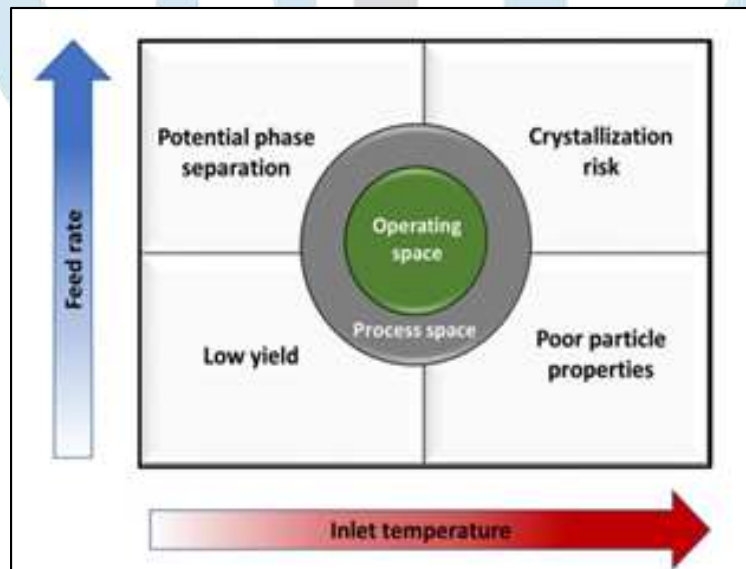 Potential phase
separation
Crystallization
risk
Operating
space
Process space
Low yield
Poor particle
properties
Feed rate
Inlet temperature